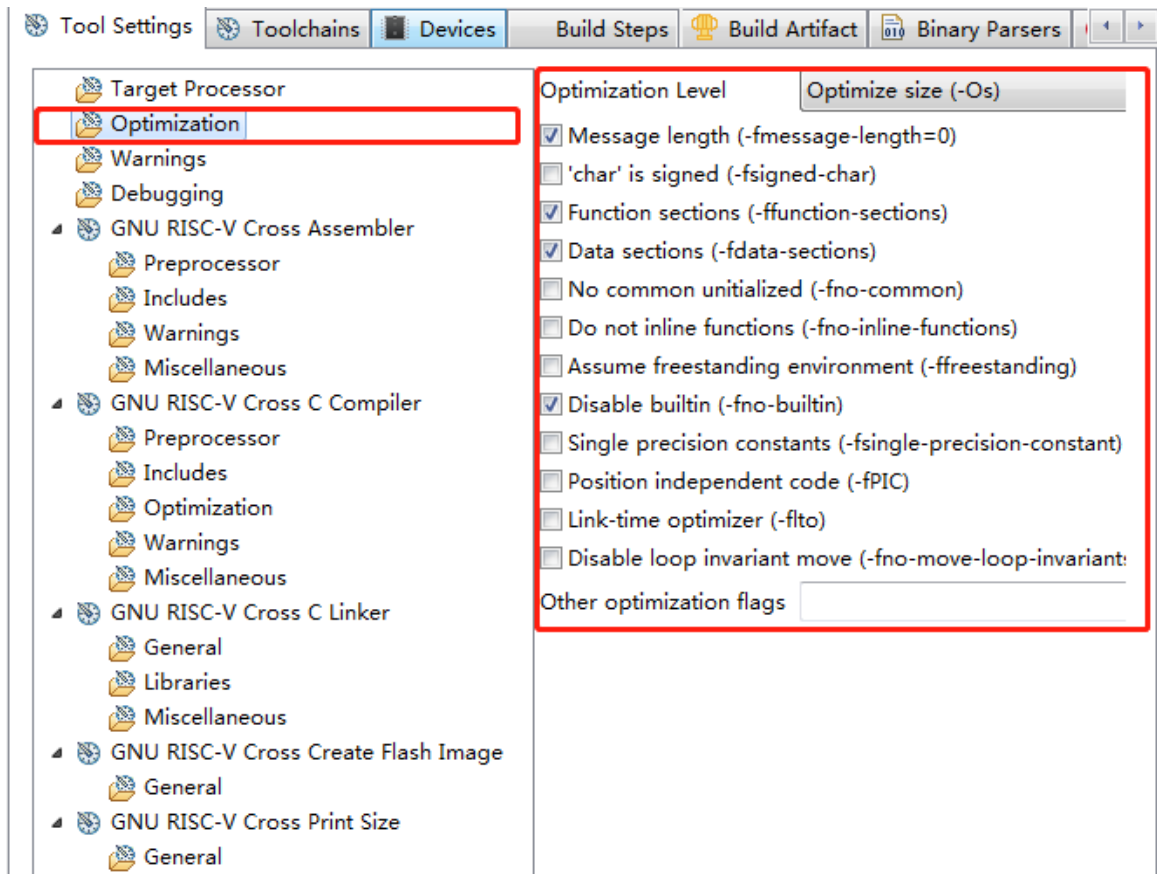 Tool Settings Toolchains Devices Build Steps Build Artifact Binary Parsers
Target Processor
Optimization
Warnings
Debugging
GNU RISC-V Cross Assembler
Preprocessor
Includes
Warnings
Miscellaneous
GNU RISC-V Cross C Compiler
Preprocessor
Includes
Optimization
Warnings
Miscellaneous
GNU RISC-V Cross C Linker
General
Libraries
Miscellaneous
GNU RISC-V Cross Create Flash Image
General
GNU RISC-V Cross Print Size
General
Optimization Level Optimize size (-Os)
Message length (-fmessage-length=0)
'char' is signed (-fsigned-char)
Function sections (-ffunction-sections)
Data sections (-fdata-sections)
No common unitialized (-fno-common)
Do not inline functions (-fno-inline-functions)
Assume freestanding environment (-ffreestanding)
Disable builtin (-fno-builtin)
Single precision constants (-fsingle-precision-constant)
Position independent code (-fPIC)
Link-time optimizer (-flto)
Disable loop invariant move (-fno-move-loop-invariants
Other optimization flags